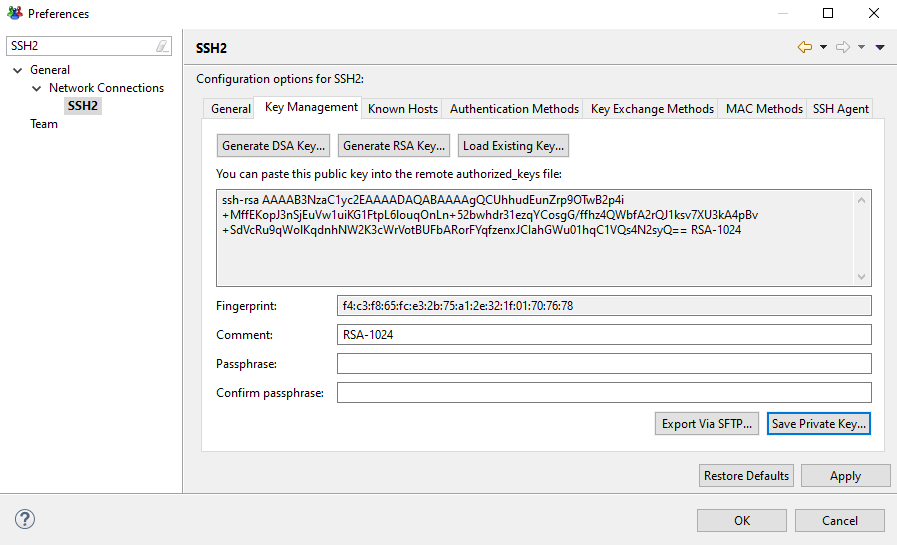 Preferences
SSH2
General
Network Connections
SSH2
Team
SSH2
Configuration options for SSH2:
General Key Management Known Hosts Authentication Methods Key Exchange Methods MAC Methods SSH Agent
Generate DSA Key... Generate RSA Key... Load Existing Key...
You can paste this public key into the remote authorized_keys file:
ssh-rsa AAAAB3NzaC1yc2EAAAADAQABAAAAgQCUhhudEunZrp9OTwB2p4i
+MffEKopJ3nSjEuVw1uiKG1FtpL6IouqOnLn+52bwhdr31ezqYCosgG/ffhz4QWbfA2rQJ1ksv7XU3kA4pBv
+SdVcRu9qWoIKqdnhNW2K3cWrVotBUFbARorFYqfzenxJClahGWu01hqC1VQs4N2syQ== RSA-1024
Fingerprint: f4:c3:f8:65:fc:e3:2b:75:a1:2e:32:1f:01:70:76:78
Comment: RSA-1024
Passphrase:
Confirm passphrase:
Export Via SFTP... Save Private Key...
Restore Defaults Apply
OK Cancel